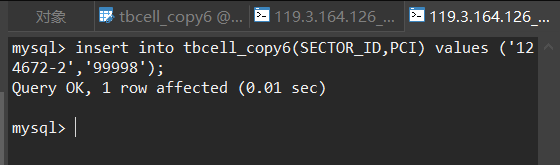 对象
tbcell_copy6 @...
119.3.164.126_...
119.3.164.126_...
mysql> insert into tbcell_copy6(SECTOR_ID,PCI) values ('12
4672-2','99998');
Query OK, 1 row affected (0.01 sec)
mysql>